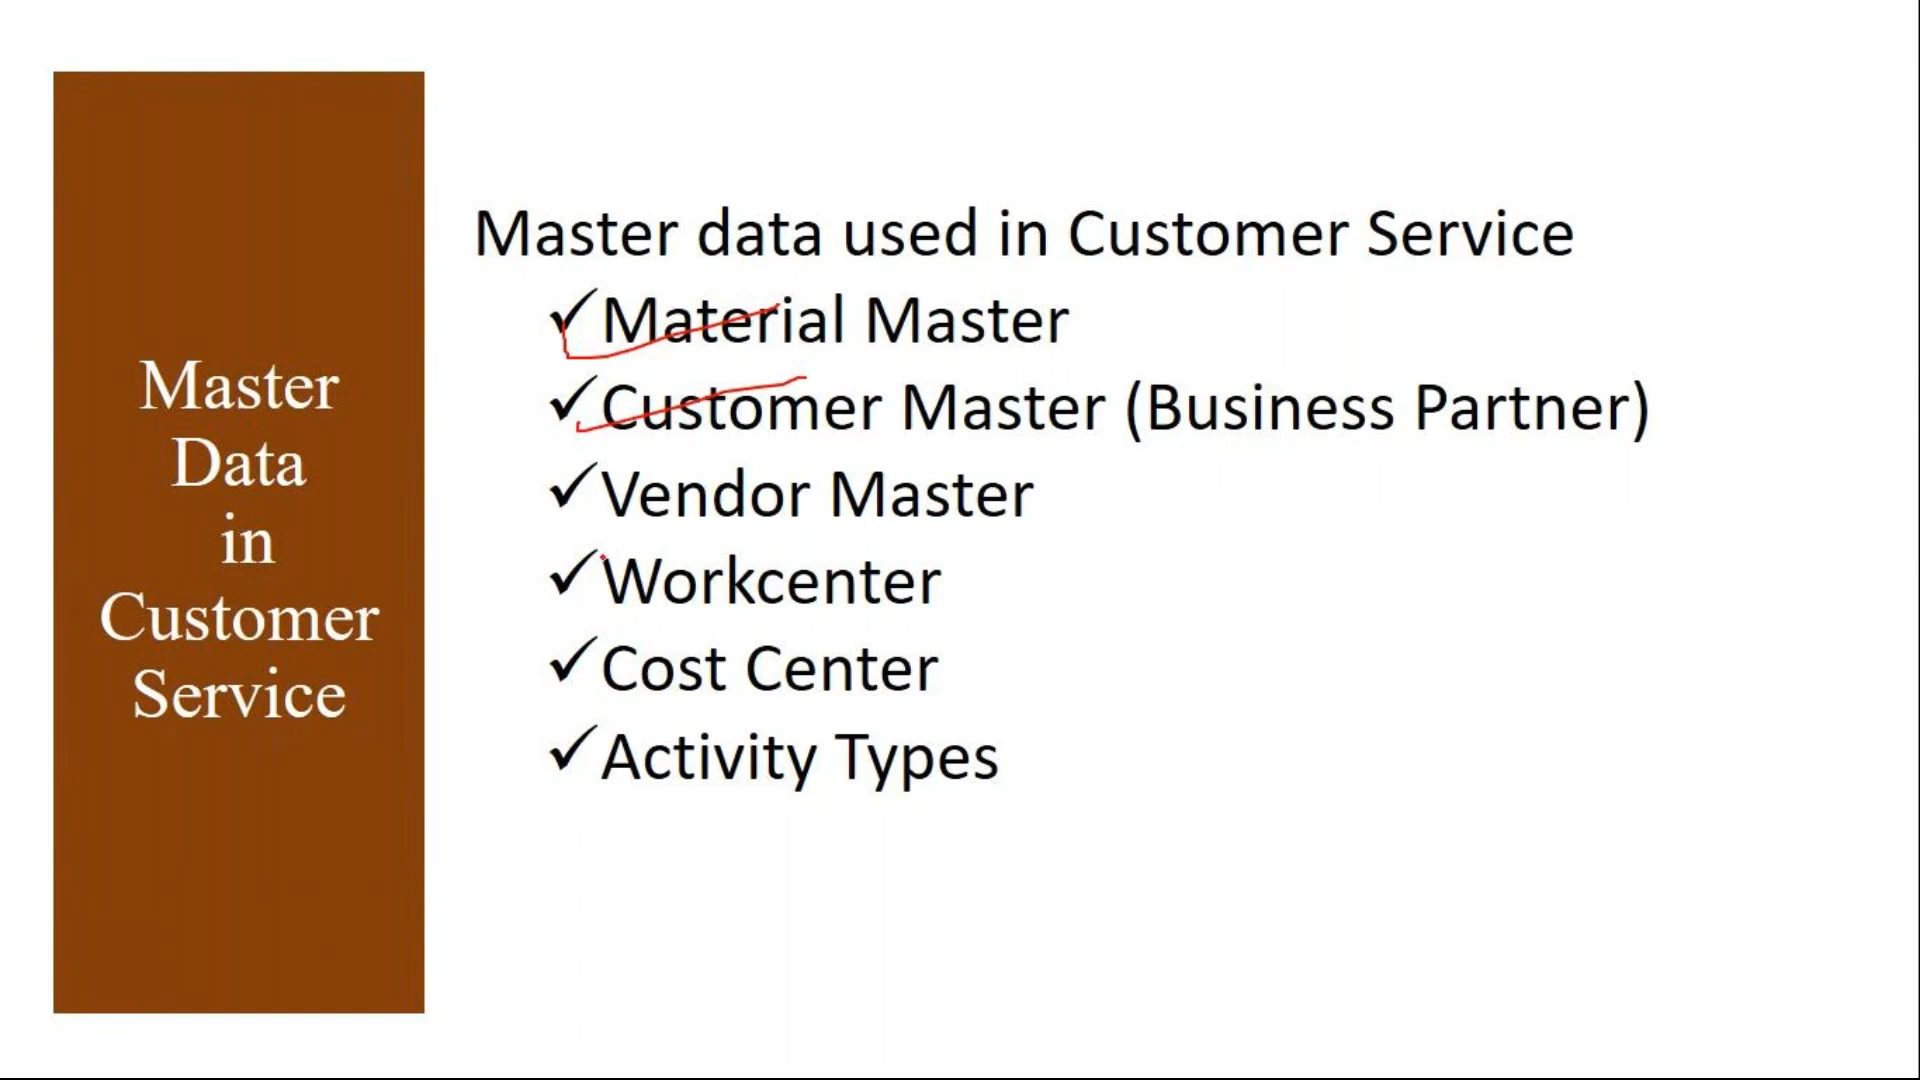 Master
Data
in
Customer
Service
Master data used in Customer Service
✓Material Master
✓Customer Master (Business Partner)
✓Vendor Master
✓Workcenter
✓Cost Center
✓Activity Types